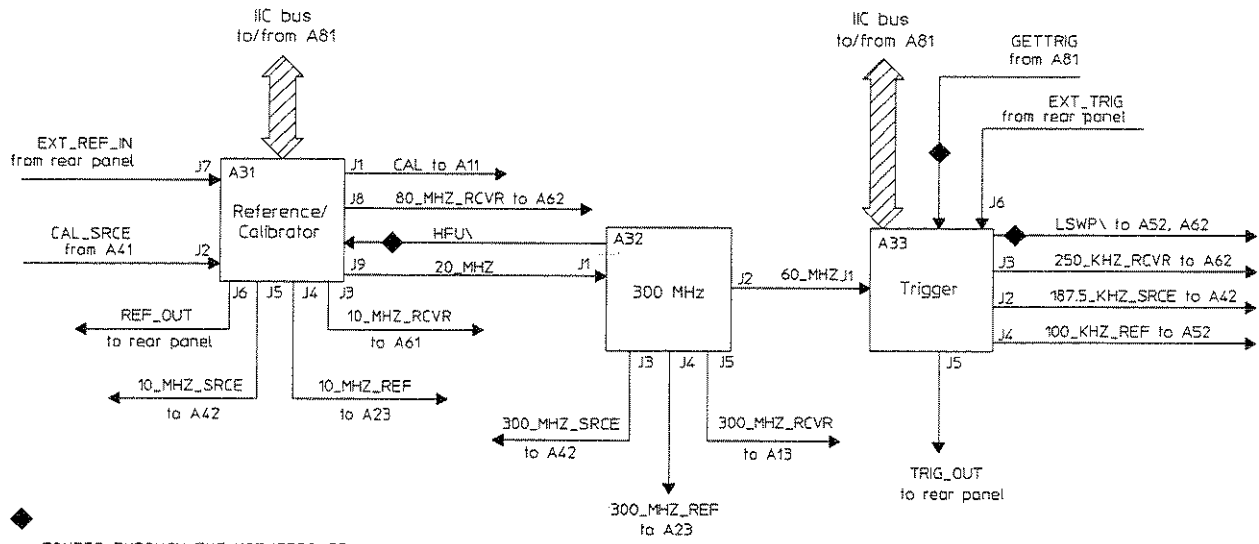 IIC bus
to/from A81
IIC bus
to/from A81
GETTRIG
from A81
EXT_TRIG
from rear panel
EXT_REF_IN
from rear panel
J7
A31
Reference/
Calibrator
J1
CAL to A11
J8
80_MHZ_RCVR to A62
HFU\
J9
20_MHZ
CAL_SRCE
from A41
J2
J6
J5
J4
J3
REF_OUT
to rear panel
10_MHZ_RCVR
to A61
10_MHZ_SRCE
to A42
10_MHZ_REF
to A23
J1
A32
300 MHz
J2
60_MHZ
J3
J4
J5
300_MHZ_SRCE
to A42
300_MHZ_RCVR
to A13
300_MHZ_REF
to A23
J1
J6
A33
Trigger
LSWP\ to A52, A62
J3
250_KHZ_RCVR to A62
J2
187.5_KHZ_SRCE to A42
J4
100_KHZ_REF to A52
J5
TRIG_OUT
to rear panel